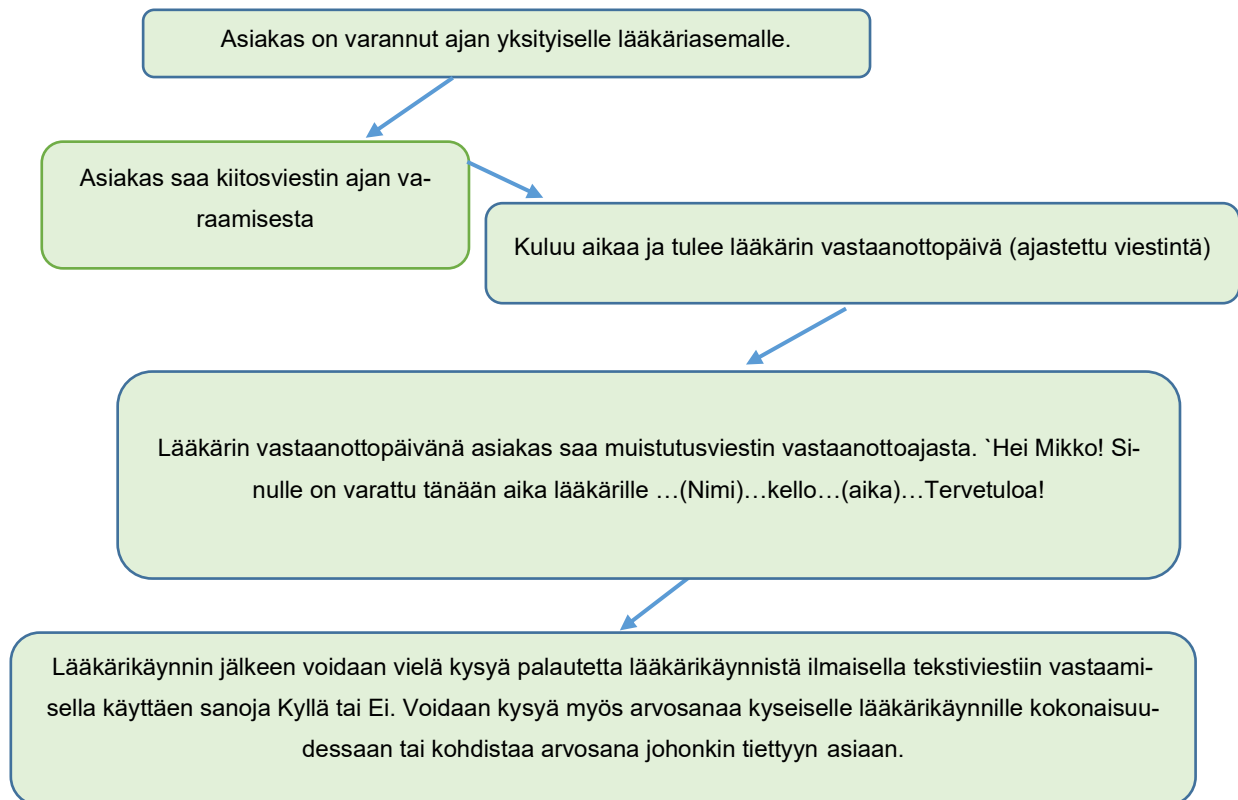 Asiakas on varannut ajan yksityiselle lääkäriasemalle.
Asiakas saa kiitosviestin ajan va-
raamisesta
Kuluu aikaa ja tulee lääkärin vastaanottopäivä (ajastettu viestintä)
Lääkärin vastaanottopäivänä asiakas saa muistutusviestin vastaanottoajasta. `Hei Mikko! Si-
nulle on varattu tänään aika lääkärille …(Nimi)…kello…(aika)…Tervetuloa!
Lääkärikäynnin jälkeen voidaan vielä kysyä palautetta lääkärikäynnistä ilmaisella tekstiviestiin vastaami-
sella käyttäen sanoja Kyllä tai Ei. Voidaan kysyä myös arvosanaa kyseiselle lääkärikäynnille kokonaisuu-
dessaan tai kohdistaa arvosana johonkin tiettyyn asiaan.